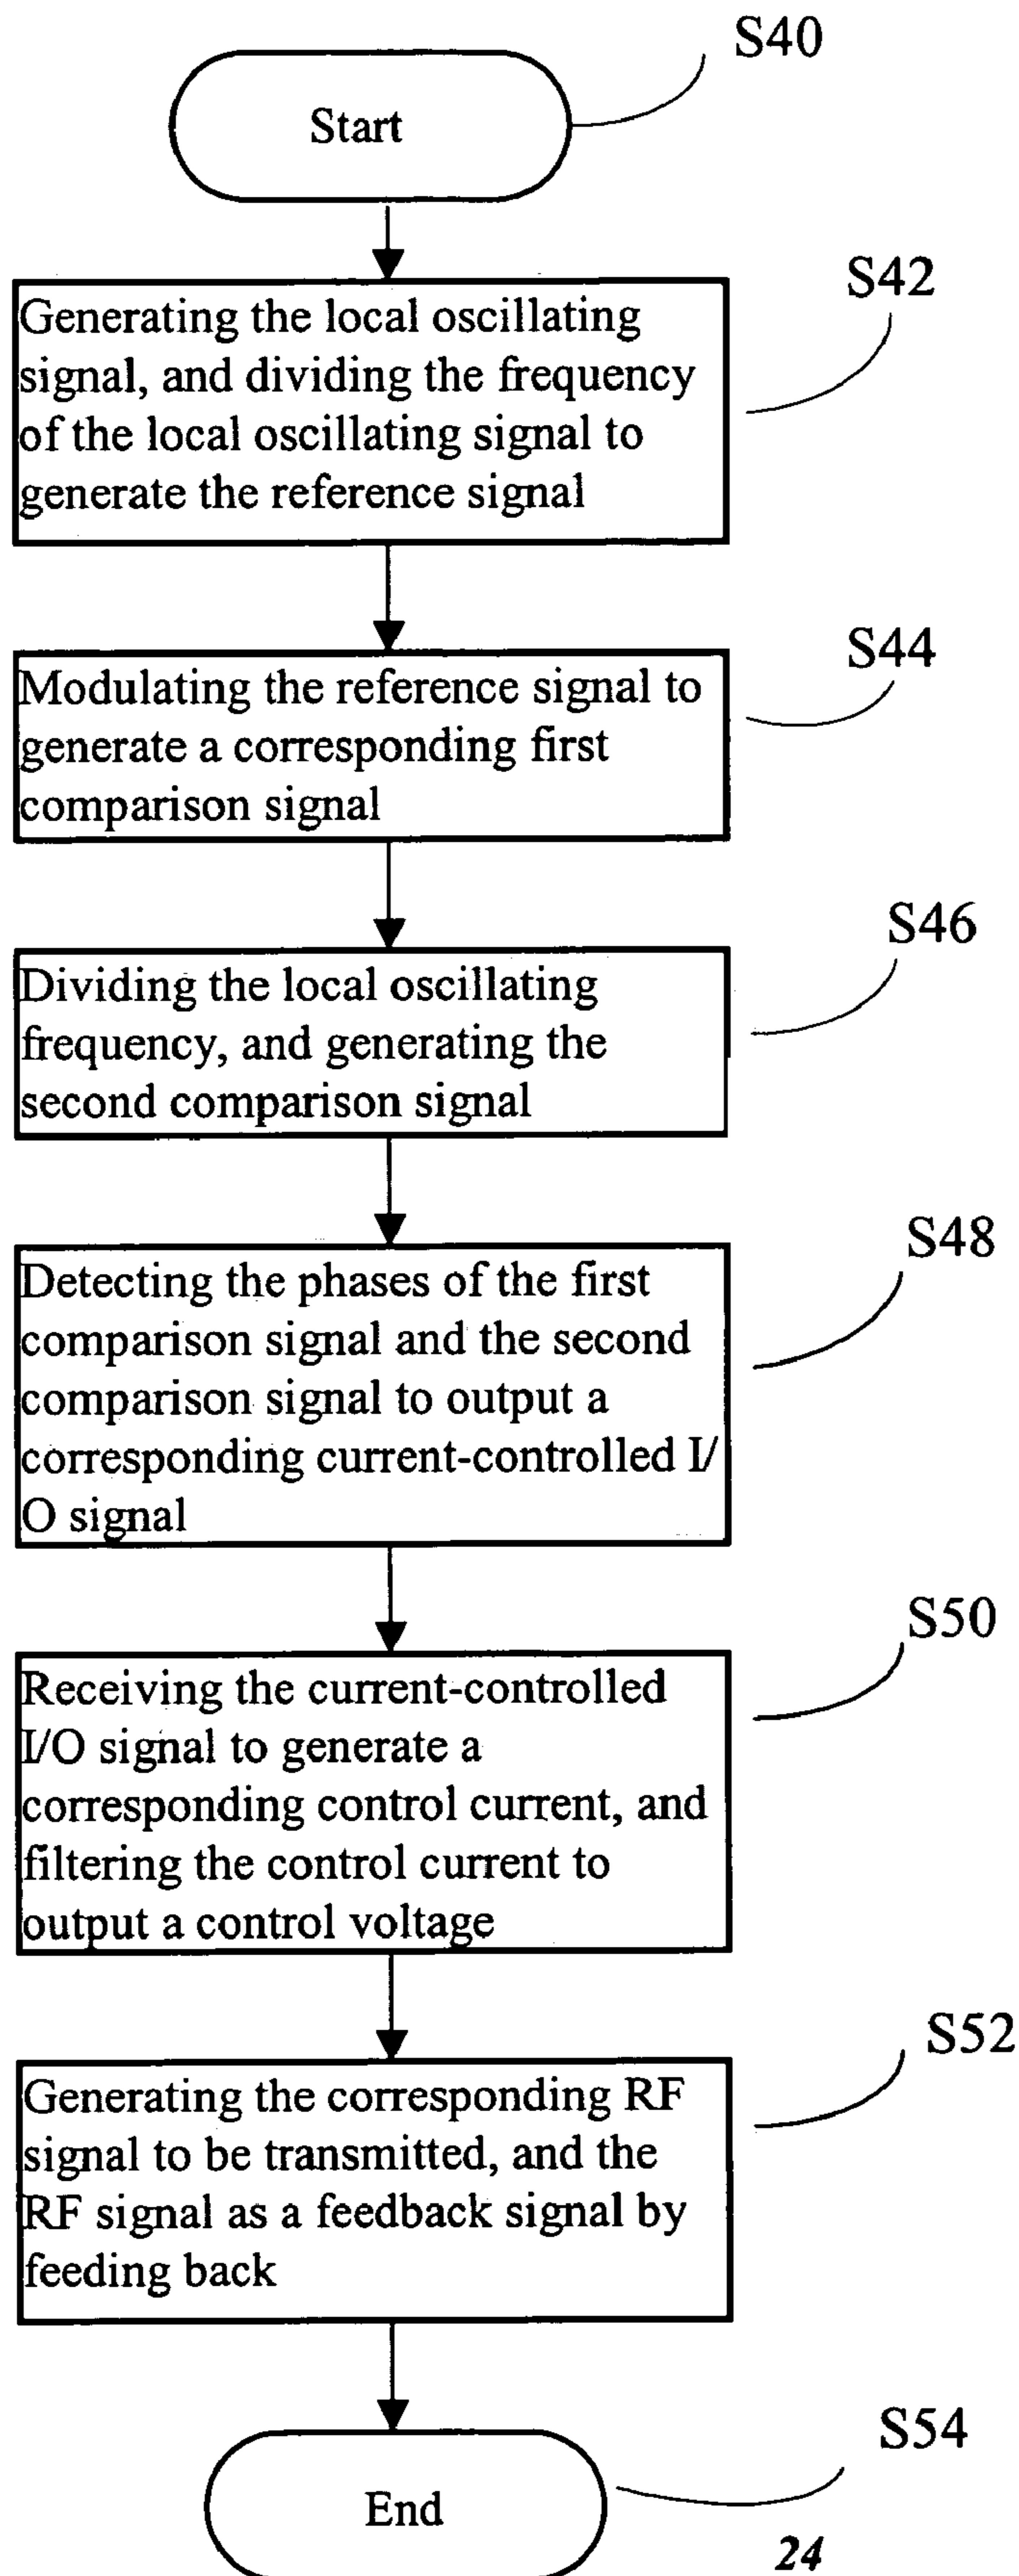 S40
Start
S42
Generating the local oscillating
signal, and dividing the frequency
of the local oscillating signal to
generate the reference signal
S44
Modulating the reference signal to
generate a corresponding first
comparison signal
S46
Dividing the local oscillating
frequency, and generating the
second comparison signal
S48
Detecting the phases of the first
comparison signal and the second
comparison signal to output a
corresponding current-controlled I/
O signal
S50
Receiving the current-controlled
I/O signal to generate a
corresponding control current, and
filtering the control current to
output a control voltage
S52
Generating the corresponding RF
signal to be transmitted, and the
RF signal as a feedback signal by
feeding back
S54
End
24